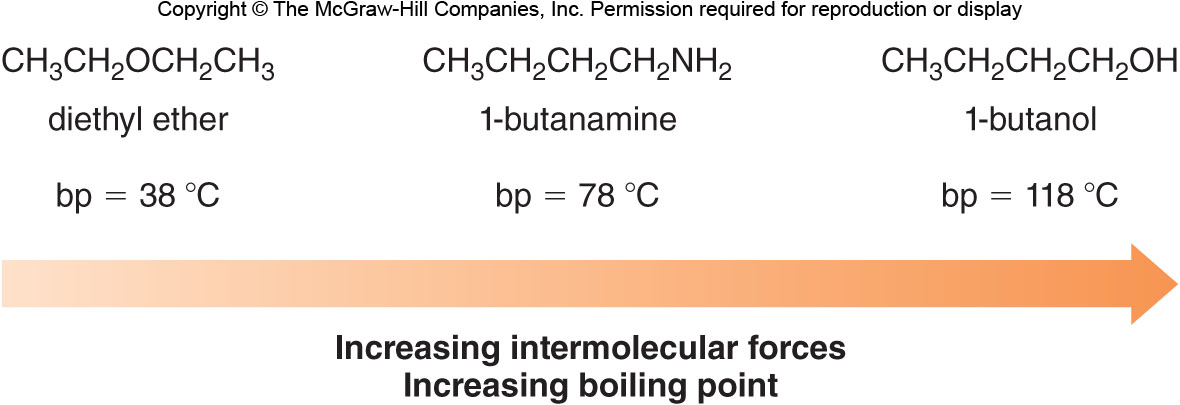 Copyright © The McGraw-Hill Companies, Inc. Permission required for reproduction or display
CH₃CH₂OCH₂CH₃ CH₃CH₂CH₂CH₂NH₂ CH₃CH₂CH₂CH₂OH
diethyl ether 1-butanamine 1-butanol
bp = 38 °C bp = 78 °C bp = 118 °C
Increasing intermolecular forces
Increasing boiling point